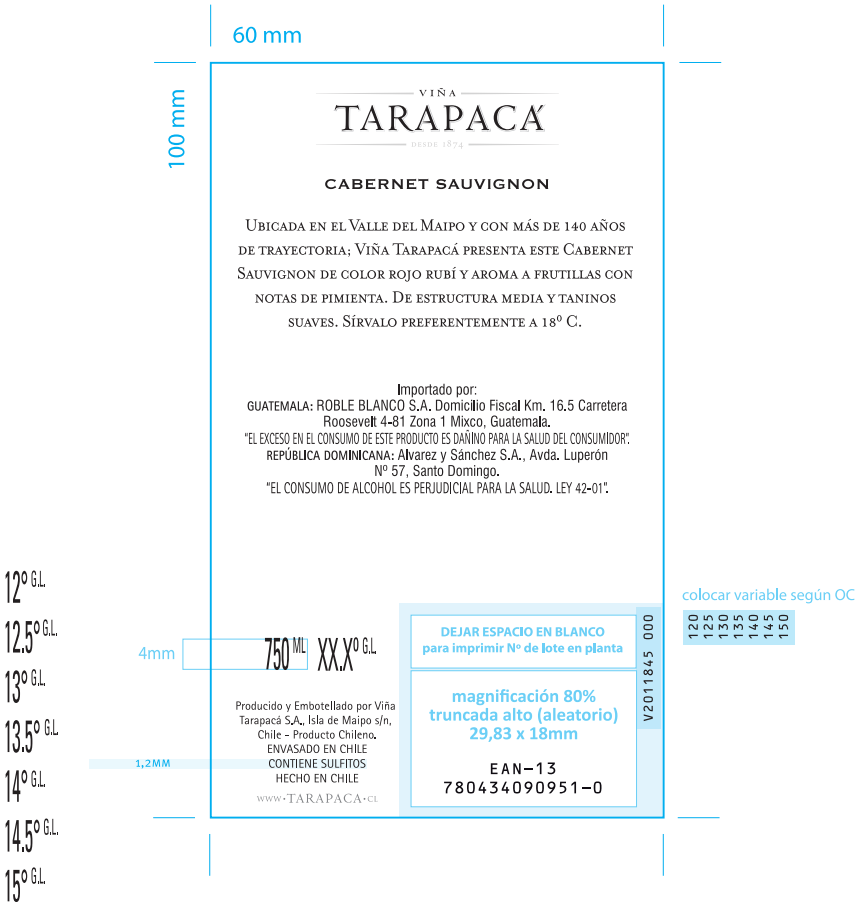 60 mm
100 mm
VIÑA
TARAPACÁ
DESDE 1874
CABERNET SAUVIGNON
UBICADA EN EL VALLE DEL MAIPO Y CON MÁS DE 140 AÑOS
DE TRAYECTORIA; VIÑA TARAPACÁ PRESENTA ESTE CABERNET
SAUVIGNON DE COLOR ROJO RUBÍ Y AROMA A FRUTILLAS CON
NOTAS DE PIMIENTA. DE ESTRUCTURA MEDIA Y TANINOS
SUAVES. SÍRVALO PREFERENTEMENTE A 18º C.
Importado por:
GUATEMALA: ROBLE BLANCO S.A. Domicilio Fiscal Km. 16.5 Carretera
Roosevelt 4-81 Zona 1 Mixco, Guatemala.
"EL EXCESO EN EL CONSUMO DE ESTE PRODUCTO ES DAÑINO PARA LA SALUD DEL CONSUMIDOR".
REPÚBLICA DOMINICANA: Alvarez y Sánchez S.A., Avda. Luperón
Nº 57, Santo Domingo.
"EL CONSUMO DE ALCOHOL ES PERJUDICIAL PARA LA SALUD. LEY 42-01".
12º G.L.
12.5º G.L.
13º G.L.
13.5º G.L.
14º G.L.
14.5º G.L.
15º G.L.
4mm
750 ML XX.Xº G.L.
Producido y Embotellado por Viña
Tarapacá S.A., Isla de Maipo s/n,
Chile - Producto Chileno.
ENVASADO EN CHILE
1,2MM
CONTIENE SULFITOS
HECHO EN CHILE
WWW•TARAPACA•CL
DEJAR ESPACIO EN BLANCO
para imprimir Nº de lote en planta
magnificación 80%
truncada alto (aleatorio)
29,83 x 18mm
EAN-13
780434090951-0
V2011845 000
colocar variable según OC
120
125
130
135
140
145
150